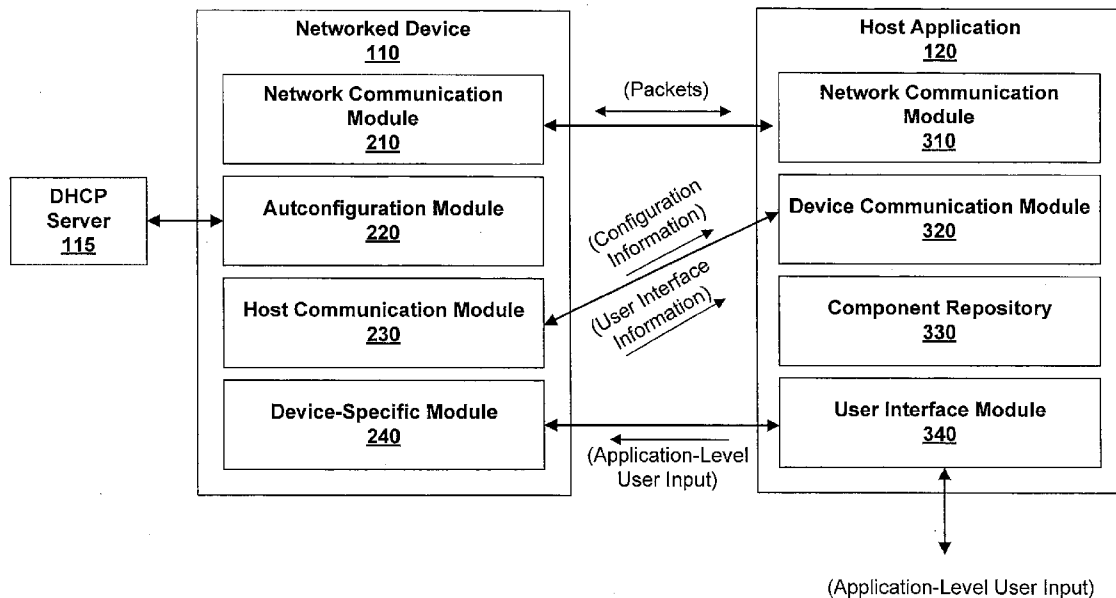 Networked Device
110
Network Communication
Module
210
Autconfiguration Module
220
Host Communication Module
230
Device-Specific Module
240
DHCP
Server
115
(Packets)
(Configuration
Information)
(User Interface
Information)
(Application-Level
User Input)
Host Application
120
Network Communication
Module
310
Device Communication Module
320
Component Repository
330
User Interface Module
340
(Application-Level User Input)